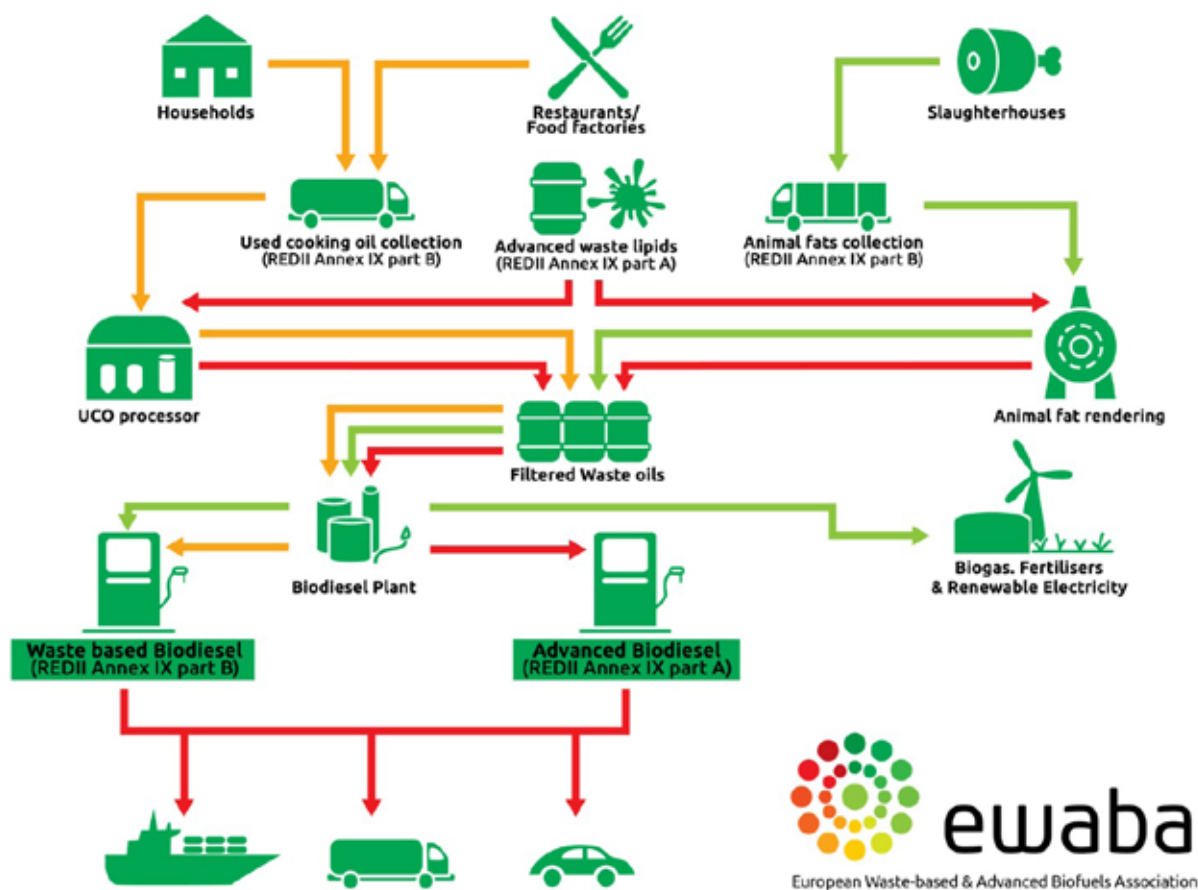 Households
Restaurants/
Food factories
Slaughterhouses
Used cooking oil collection
(REDII Annex IX part B)
Advanced waste lipids
(REDII Annex IX part A)
Animal fats collection
(REDII Annex IX part B)
UCO processor
Filtered Waste oils
Animal fat rendering
Biodiesel Plant
Biogas. Fertilisers
& Renewable Electricity
Waste based Biodiesel
(REDII Annex IX part B)
Advanced Biodiesel
(REDII Annex IX part A)
ewaba
European Waste-based & Advanced Biofuels Association